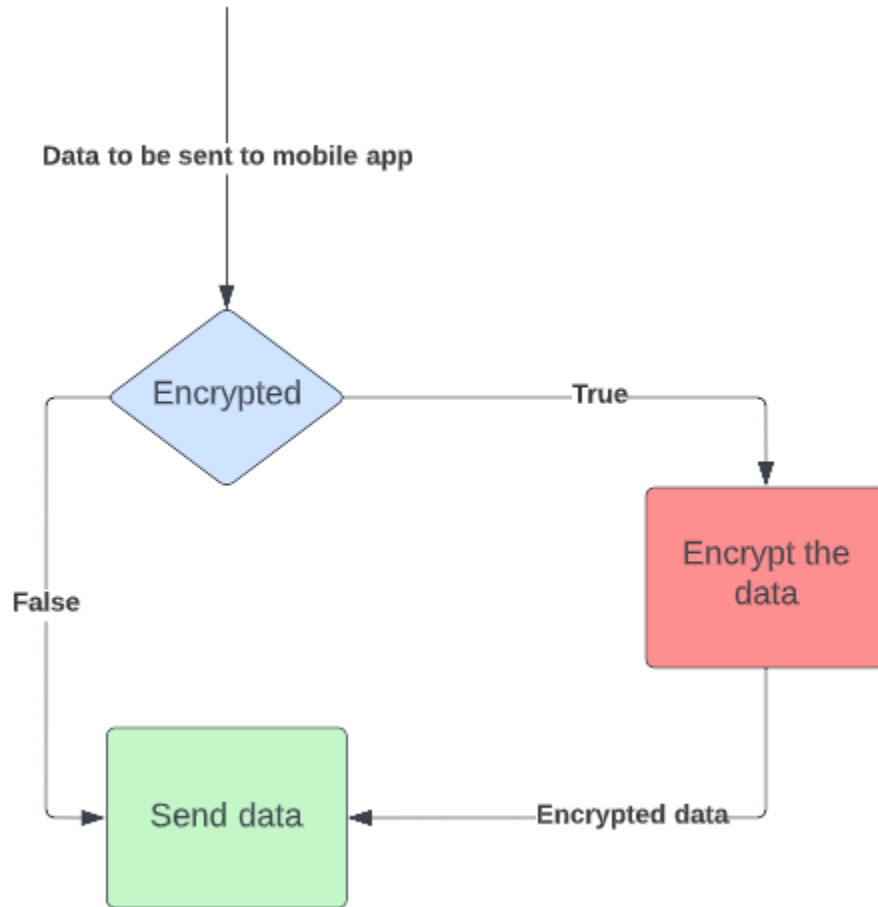 Data to be sent to mobile app
Encrypted
True
Encrypt the
data
False
Send data
Encrypted data